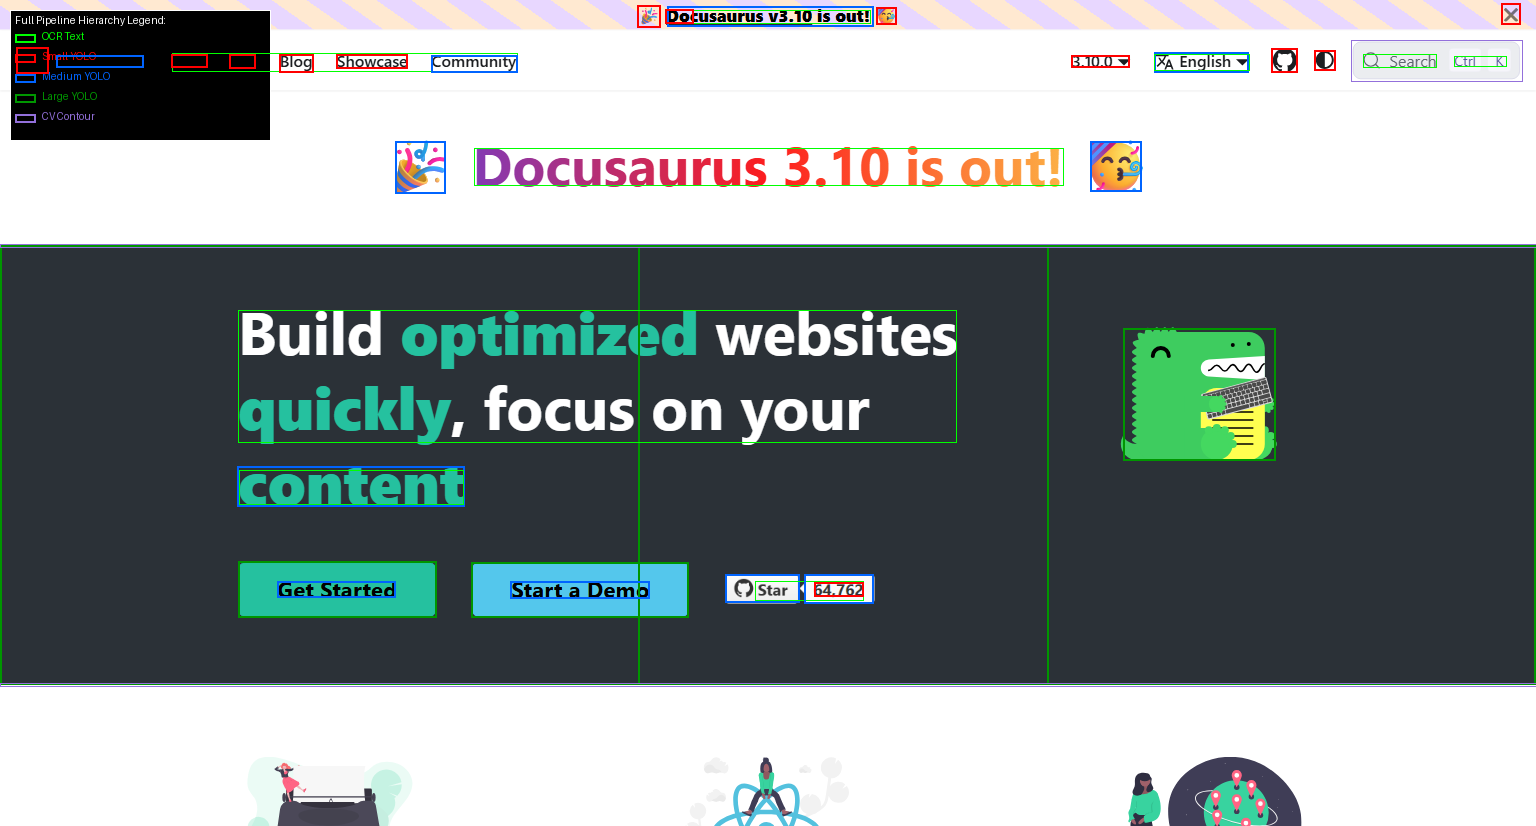 Docusaurus v3.10 is out!
Full Pipeline Hierarchy Legend:
OCR Text
Small YOLO
Medium YOLO
Large YOLO
CV Contour
Blog Showcase Community 3.10.0 English Search Ctrl K
Docusaurus 3.10 is out!
Build optimized websites
quickly, focus on your
content
Get Started Start a Demo Star 64,762